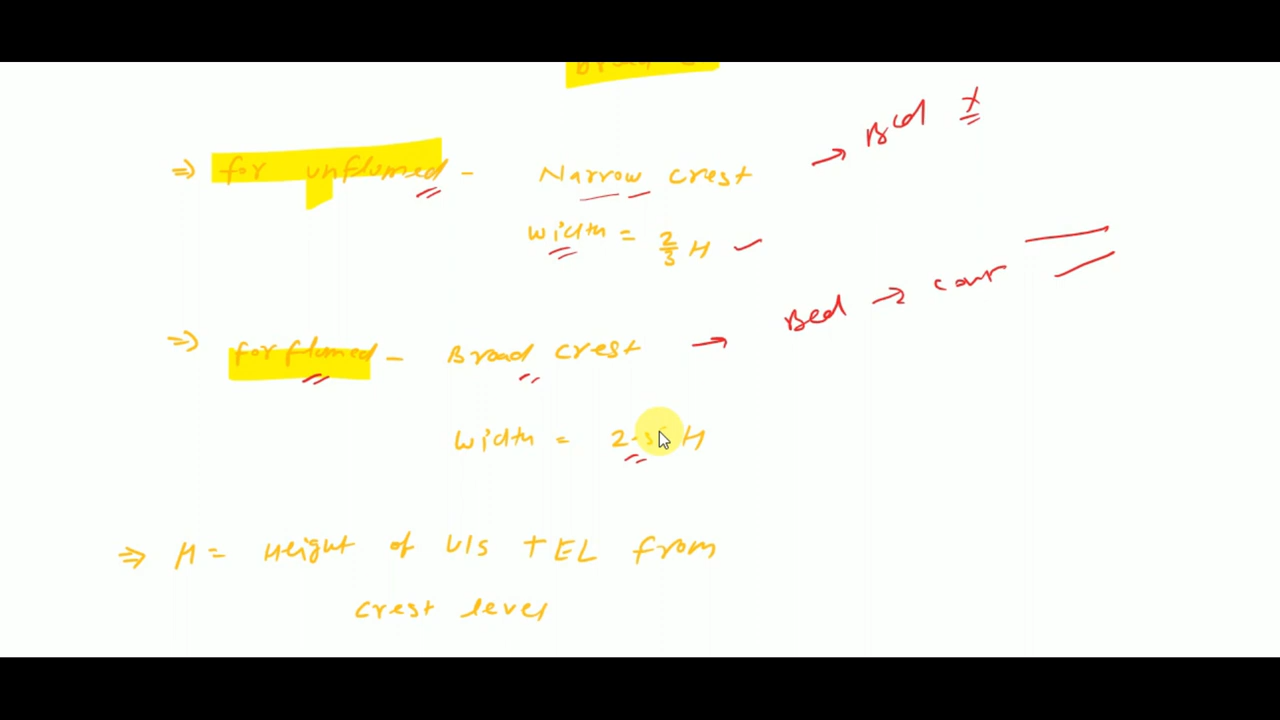 ⇒ for unflumed - Narrow crest → Bed X
width = 2/3 H ✓
⇒ for flumed - Broad crest → Bed →
width = H
⇒ H = Height of U/S TEL from
crest level